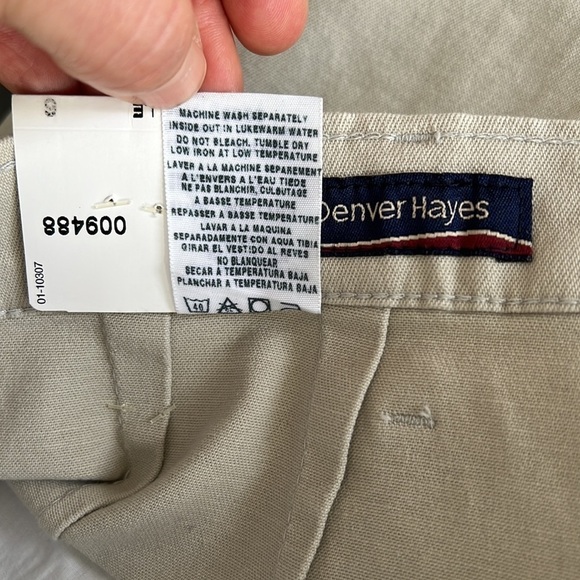 MACHINE WASH SEPARATELY
INSIDE OUT IN LUKEWARM WATER
DO NOT BLEACH. TUMBLE DRY
LOW IRON AT LOW TEMPERATURE
LAVER A LA MACHINE SEPAREMENT
A L'ENVERS A L'EAU TIEDE
NE PAS BLANCHIR, CULBUTAGE
A BASSE TEMPERATURE
REPASSER A BASSE TEMPERATURE
LAVAR A LA MAQUINA
SEPARADAMENTE CON AQUA TIBIA
GIRAR EL VESTIDO AL REVES
NO BLANQUEAR
SECAR A TEMPERATURA BAJA
PLANCHAR A TEMPERATURA BAJA
40
Denver Hayes
009488
01-10307